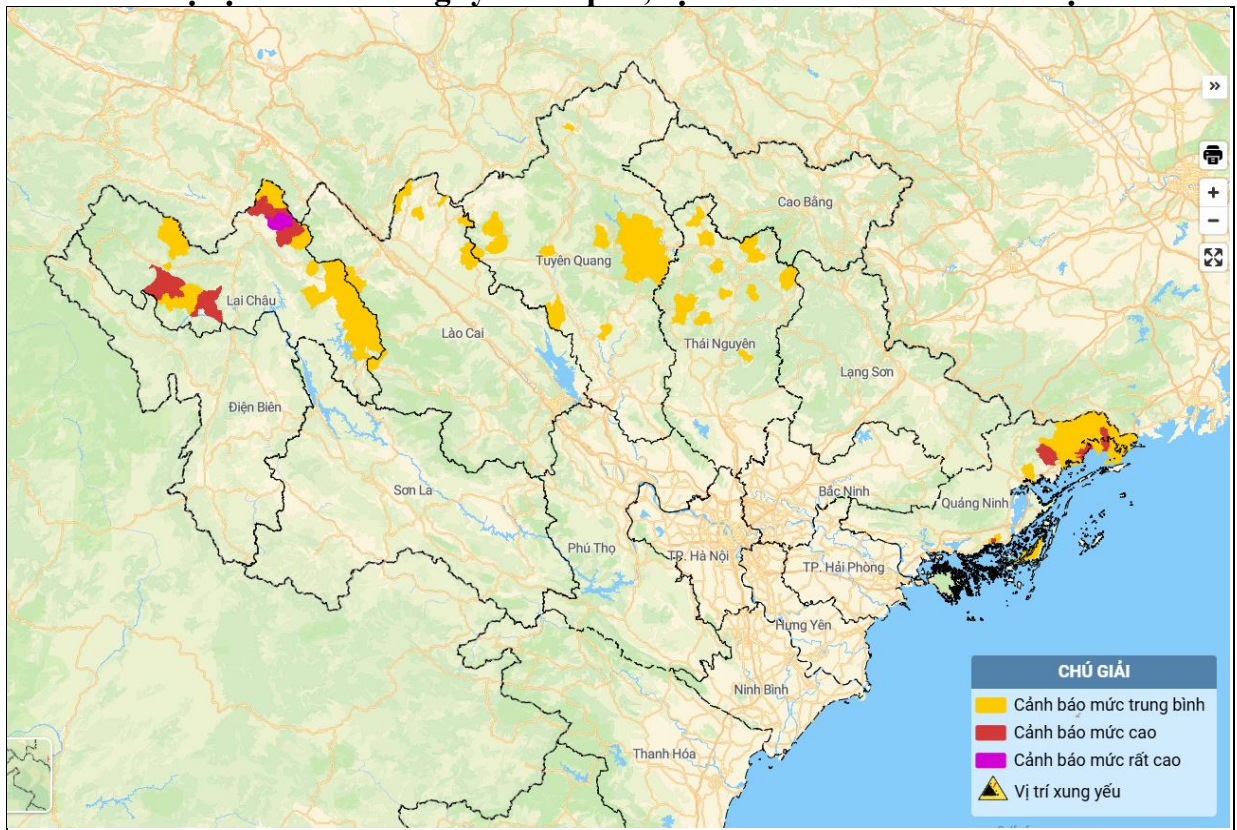 Cao Bằng
Tuyên Quang
Lai Châu
Lào Cai
Thái Nguyên
Lạng Sơn
Điện Biên
Sơn La
Bắc Ninh
Quảng Ninh
Phú Thọ
TP. Hà Nội
TP. Hải Phòng
Hưng Yên
Ninh Bình
Thanh Hóa
CHÚ GIẢI
Cảnh báo mức trung bình
Cảnh báo mức cao
Cảnh báo mức rất cao
Vị trí xung yếu